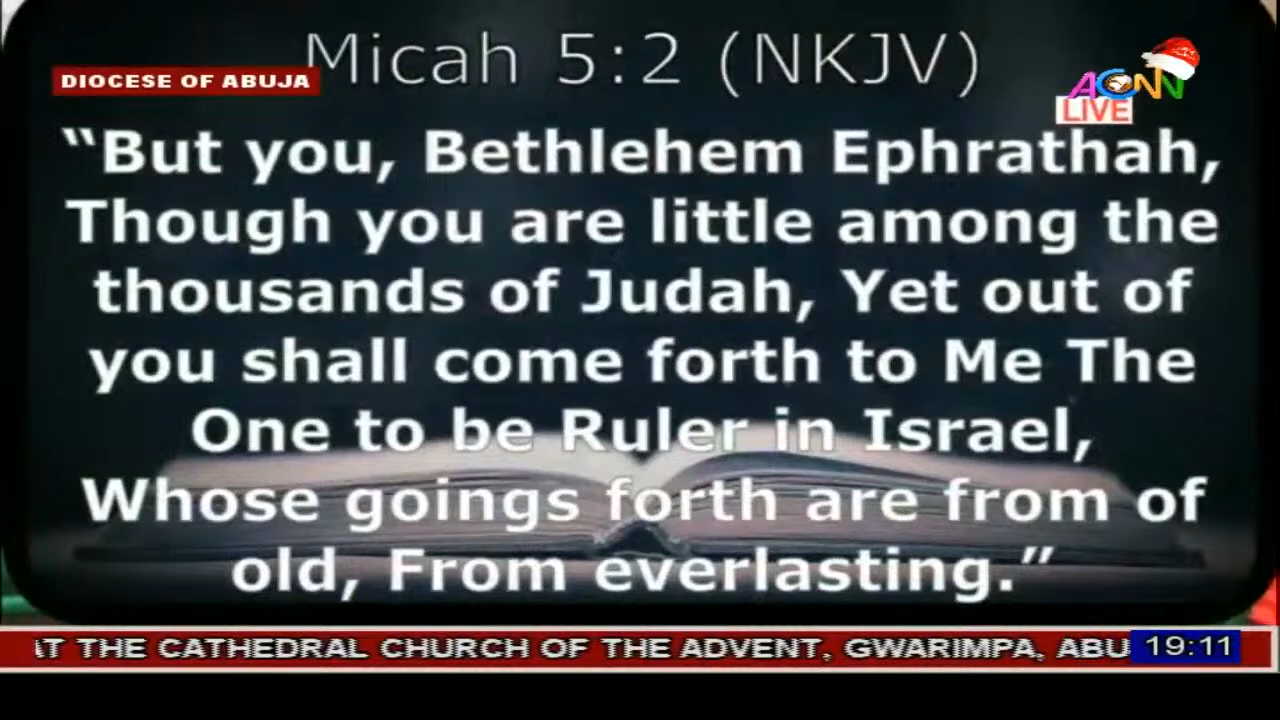 Micah 5:2 (NKJV)
DIOCESE OF ABUJA
ACNN
LIVE
“But you, Bethlehem Ephrathah,
Though you are little among the
thousands of Judah, Yet out of
you shall come forth to Me The
One to be Ruler in Israel,
Whose goings forth are from of
old, From everlasting.”
AT THE CATHEDRAL CHURCH OF THE ADVENT, GWARIMPA, ABU
19:11